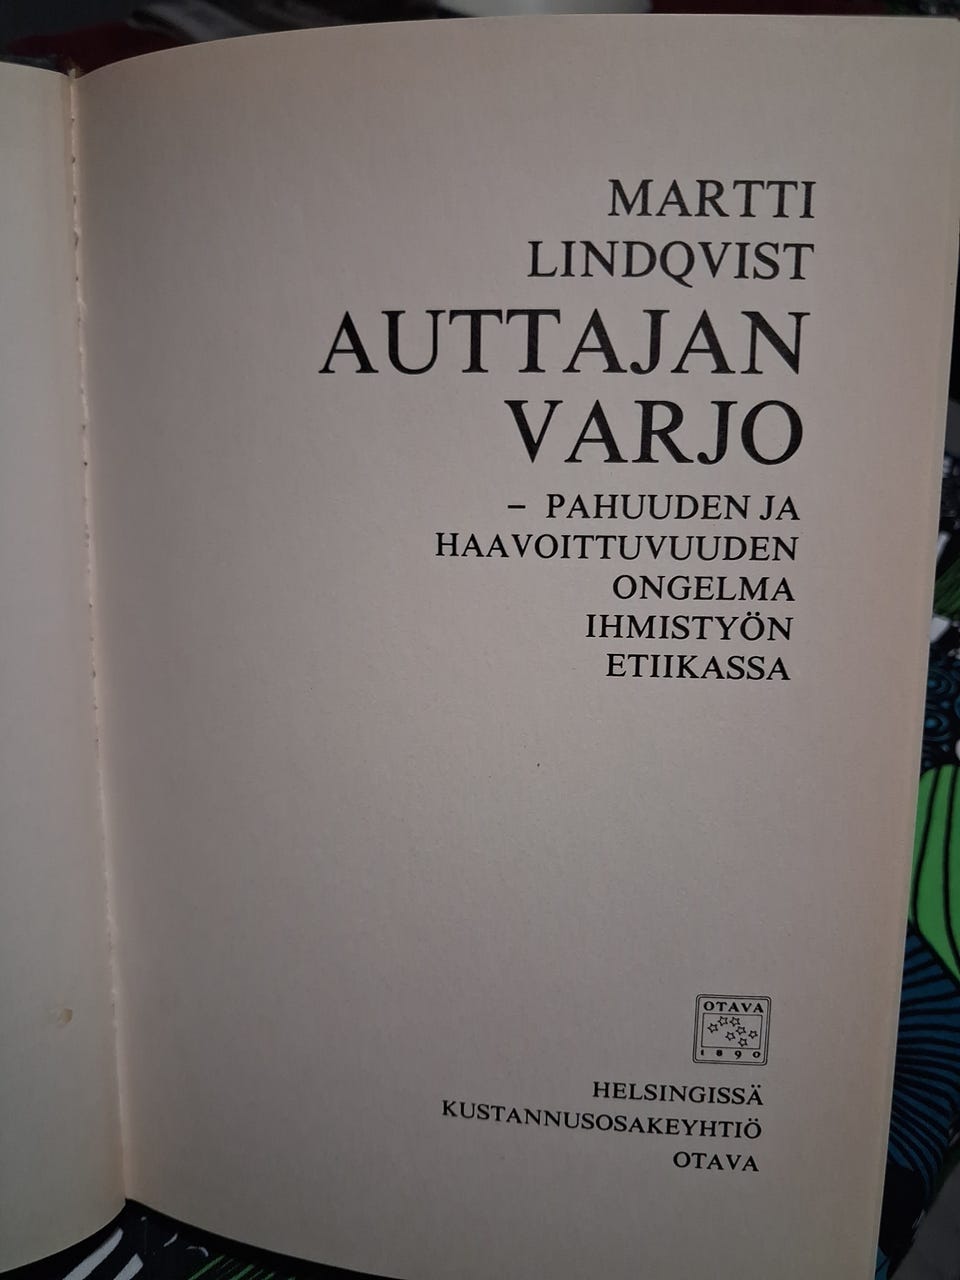 MARTTI
LINDQVIST
AUTTAJAN
VARJO
– PAHUUDEN JA
HAAVOITTUVUUDEN
ONGELMA
IHMISTYÖN
ETIIKASSA
OTAVA
1890
HELSINGISSÄ
KUSTANNUSOSAKEYHTIÖ
OTAVA